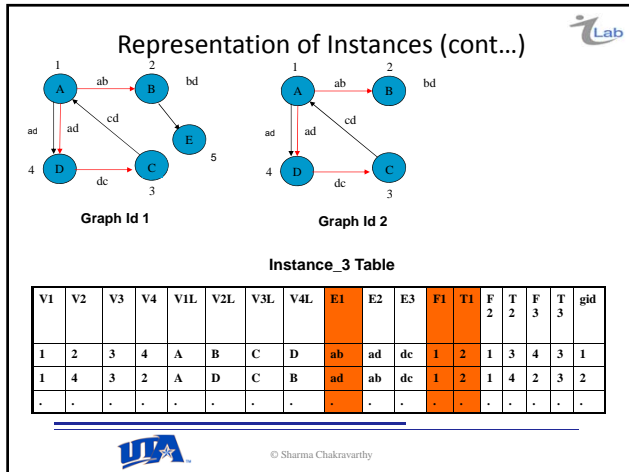 Representation of Instances (cont...)
iLab
1
2
A
ab
B
bd
ad
ad
cd
E
5
4
D
dc
C
3
Graph Id 1
1
2
A
ab
B
bd
ad
ad
cd
4
D
dc
C
3
Graph Id 2
Instance_3 Table
V1 V2 V3 V4 V1L V2L V3L V4L E1 E2 E3 F1 T1 F2 T2 F3 T3 gid
1 2 3 4 A B C D ab ad dc 1 2 1 3 4 3 1
1 4 3 2 A D C B ad ab dc 1 2 1 4 2 3 2
. . . . . . . . . . . . . . . . . .
UTA
© Sharma Chakravarthy